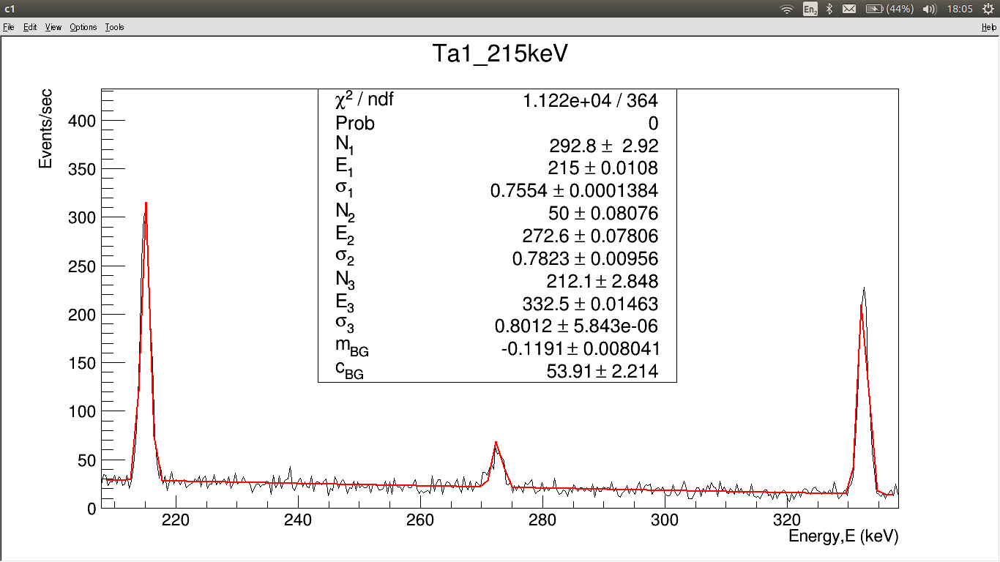 c1
En2 (44%) 18:05
File Edit View Options Tools Help
Ta1_215keV
Events/sec
χ2 / ndf 1.122e+04 / 364
Prob 0
N1 292.8 ± 2.92
E1 215 ± 0.0108
σ1 0.7554 ± 0.0001384
N2 50 ± 0.08076
E2 272.6 ± 0.07806
σ2 0.7823 ± 0.00956
N3 212.1 ± 2.848
E3 332.5 ± 0.01463
σ3 0.8012 ± 5.843e-06
mBG -0.1191 ± 0.008041
cBG 53.91 ± 2.214
400
350
300
250
200
150
100
50
0
220 240 260 280 300 320
Energy,E (keV)